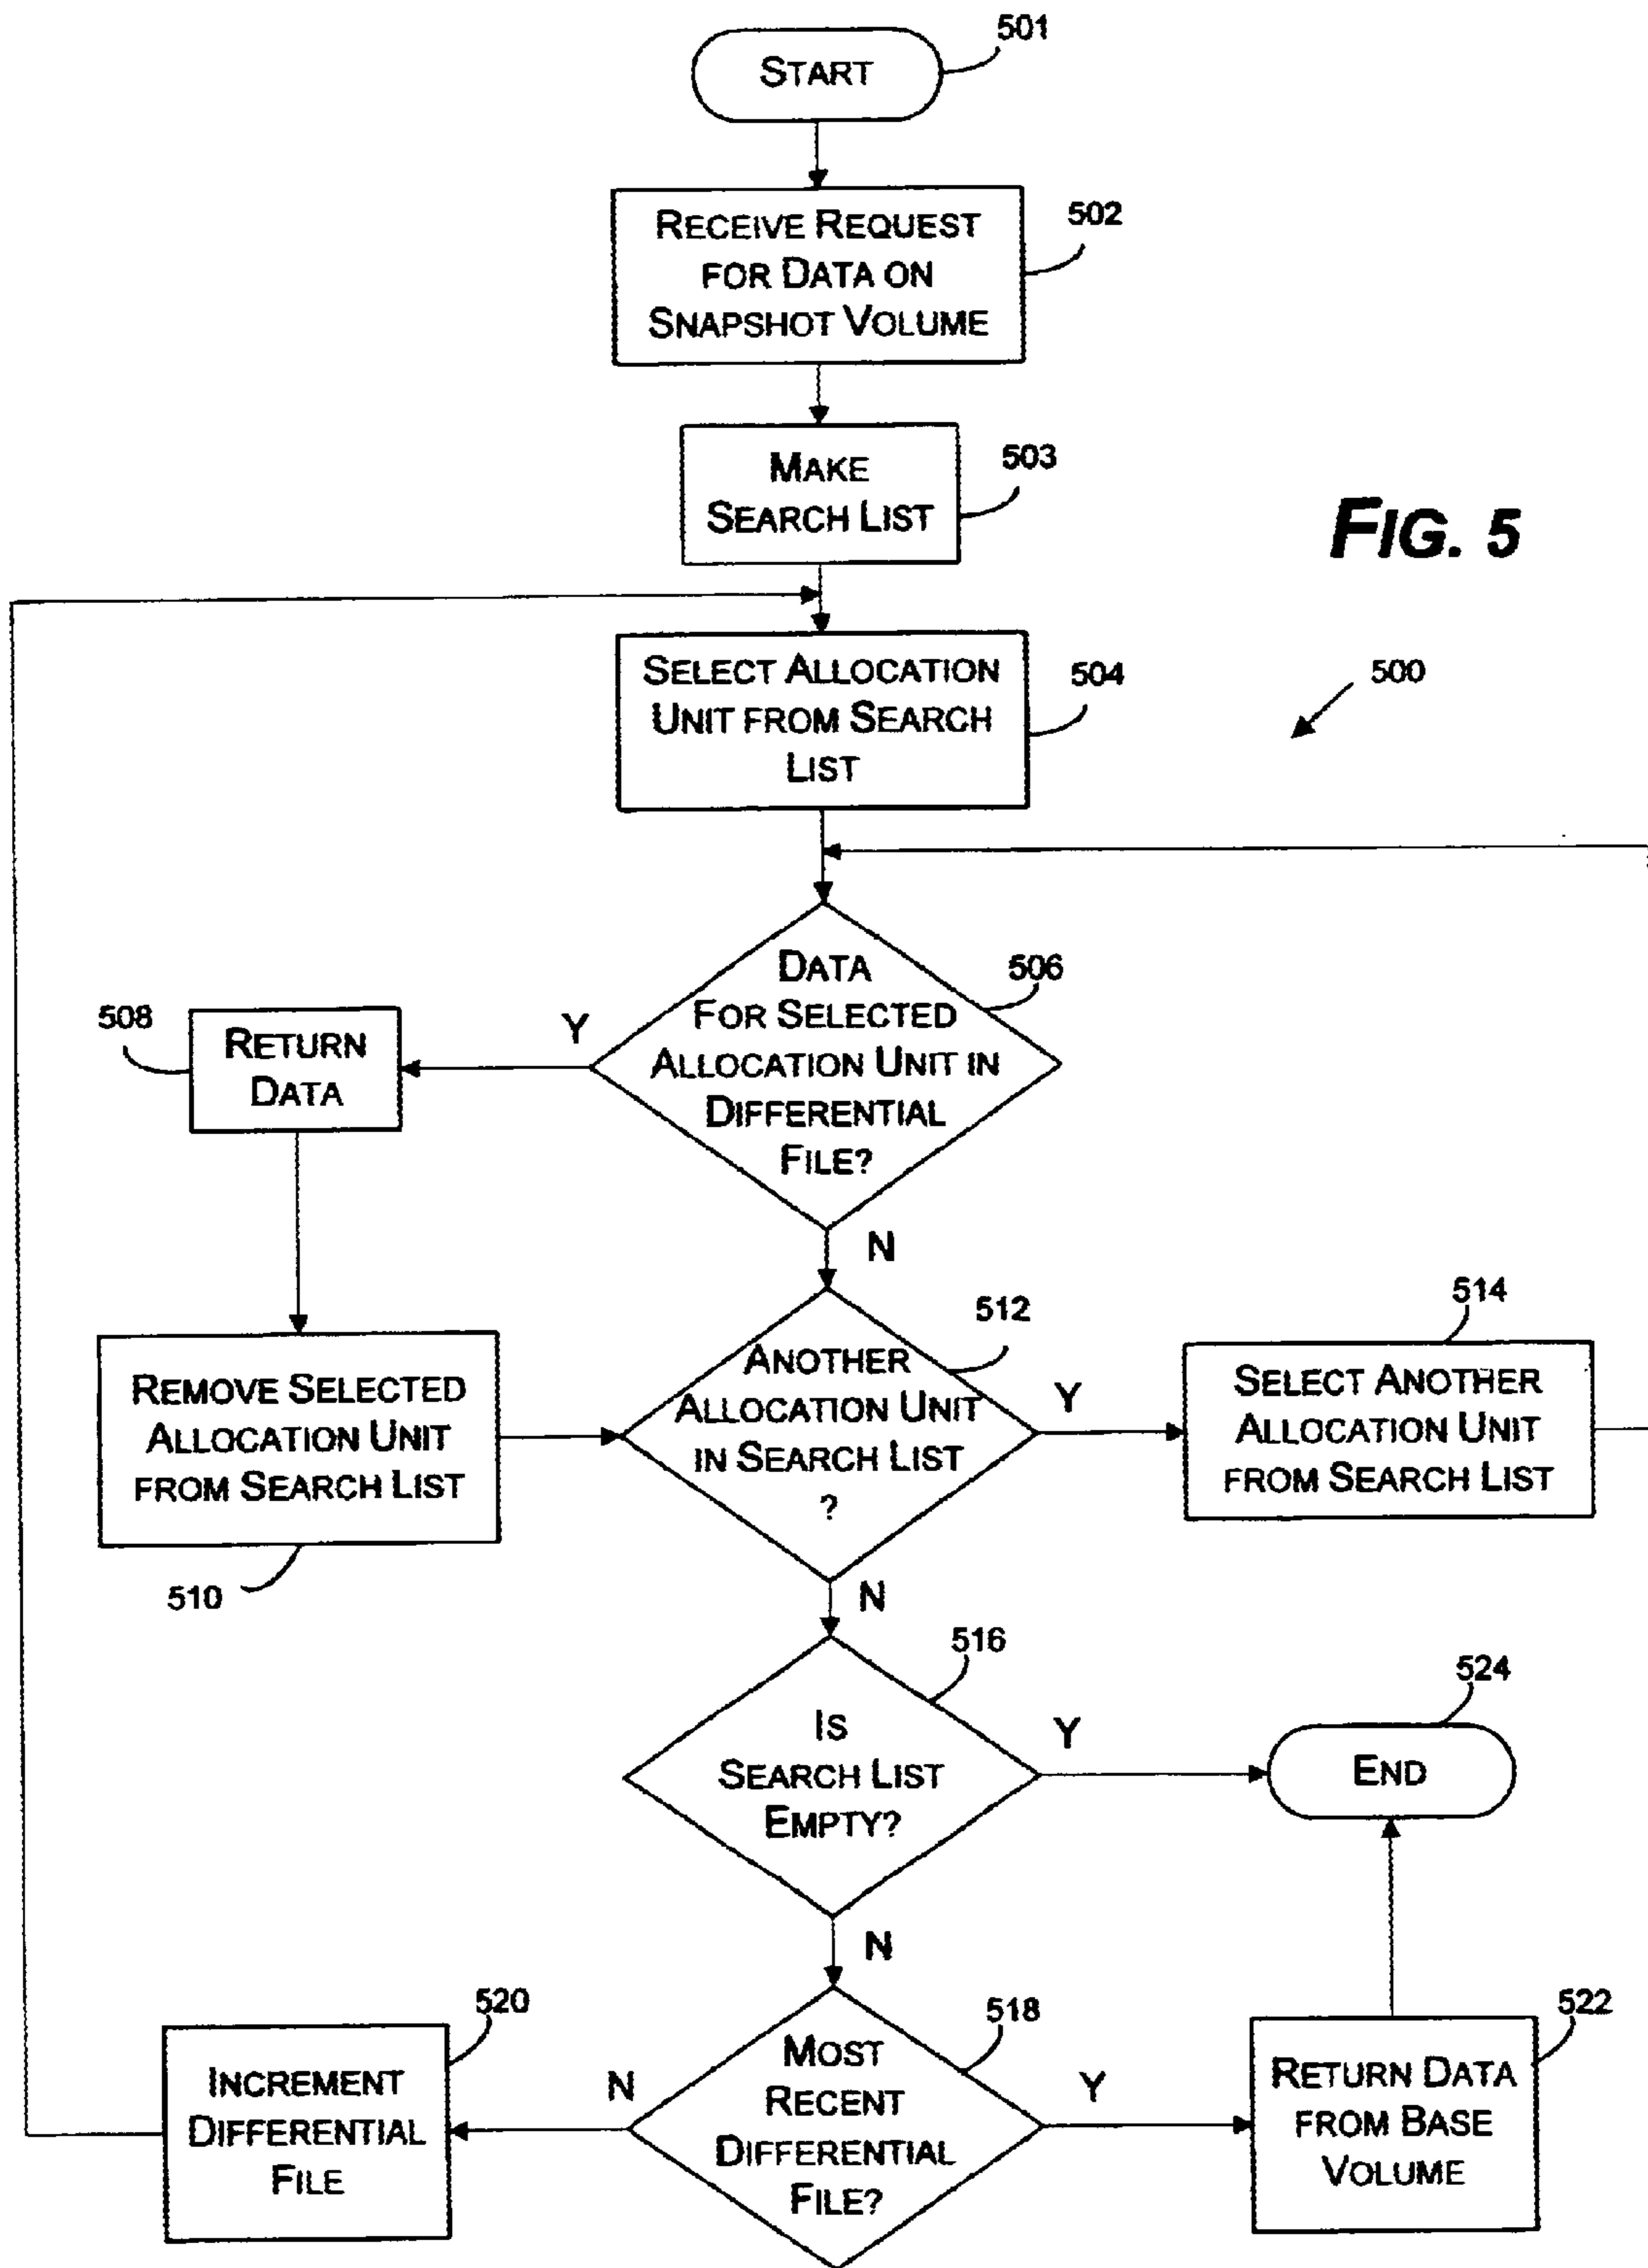 501
START
RECEIVE REQUEST
FOR DATA ON
SNAPSHOT VOLUME
502
MAKE
SEARCH LIST
503
FIG. 5
SELECT ALLOCATION
UNIT FROM SEARCH
LIST
504
500
DATA
FOR SELECTED
ALLOCATION UNIT IN
DIFFERENTIAL
FILE?
506
Y
508
RETURN
DATA
N
REMOVE SELECTED
ALLOCATION UNIT
FROM SEARCH LIST
510
ANOTHER
ALLOCATION UNIT
IN SEARCH LIST
?
512
Y
514
SELECT ANOTHER
ALLOCATION UNIT
FROM SEARCH LIST
N
IS
SEARCH LIST
EMPTY?
516
Y
524
END
N
520
INCREMENT
DIFFERENTIAL
FILE
N
MOST
RECENT
DIFFERENTIAL
FILE?
518
Y
522
RETURN DATA
FROM BASE
VOLUME